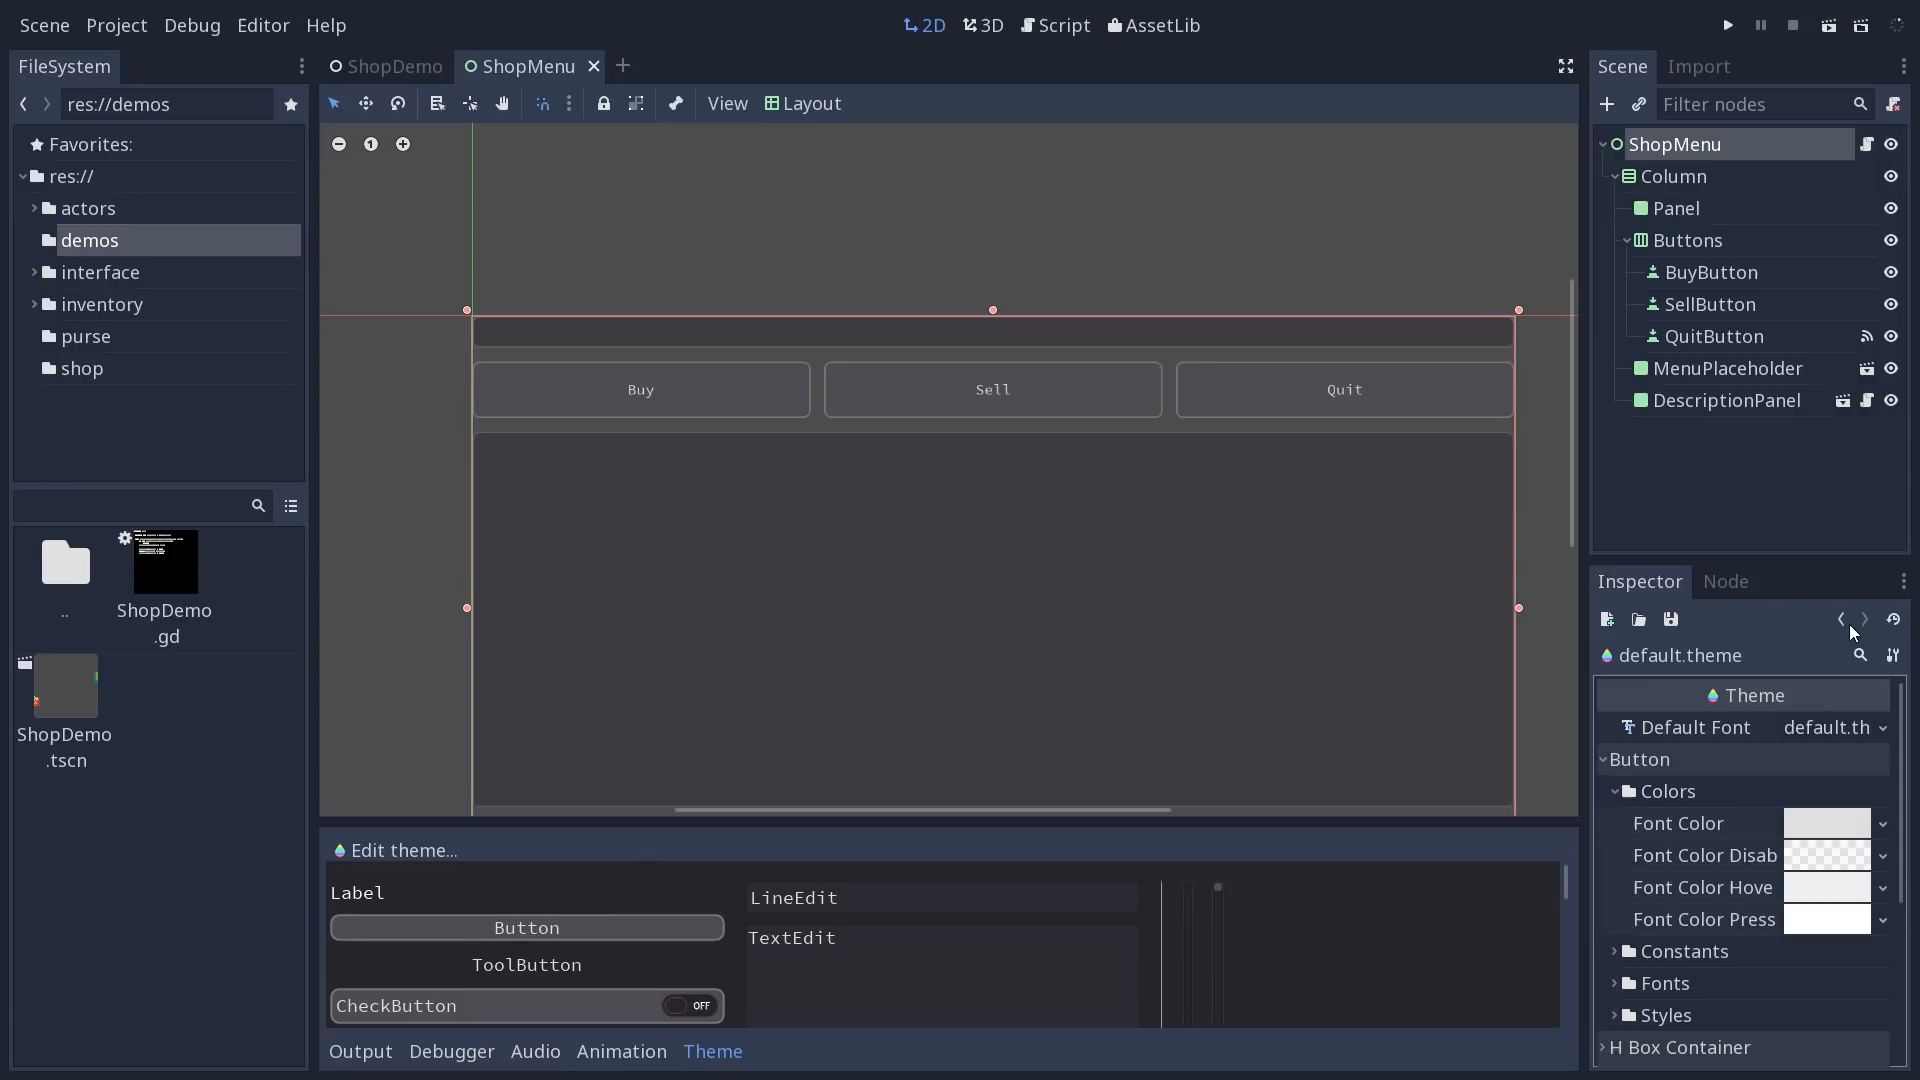 Scene Project Debug Editor Help
2D 3D Script AssetLib
FileSystem
res://demos
Favorites:
res://
actors
demos
interface
inventory
purse
shop
..
ShopDemo
.gd
ShopDemo
.tscn
ShopDemo ShopMenu
View Layout
1
Buy Sell Quit
Edit theme...
Label
Button
ToolButton
CheckButton OFF
LineEdit
TextEdit
Output Debugger Audio Animation Theme
Scene Import
Filter nodes
ShopMenu
Column
Panel
Buttons
BuyButton
SellButton
QuitButton
MenuPlaceholder
DescriptionPanel
Inspector Node
default.theme
Theme
Default Font default.th
Button
Colors
Font Color
Font Color Disab
Font Color Hove
Font Color Press
Constants
Fonts
Styles
H Box Container